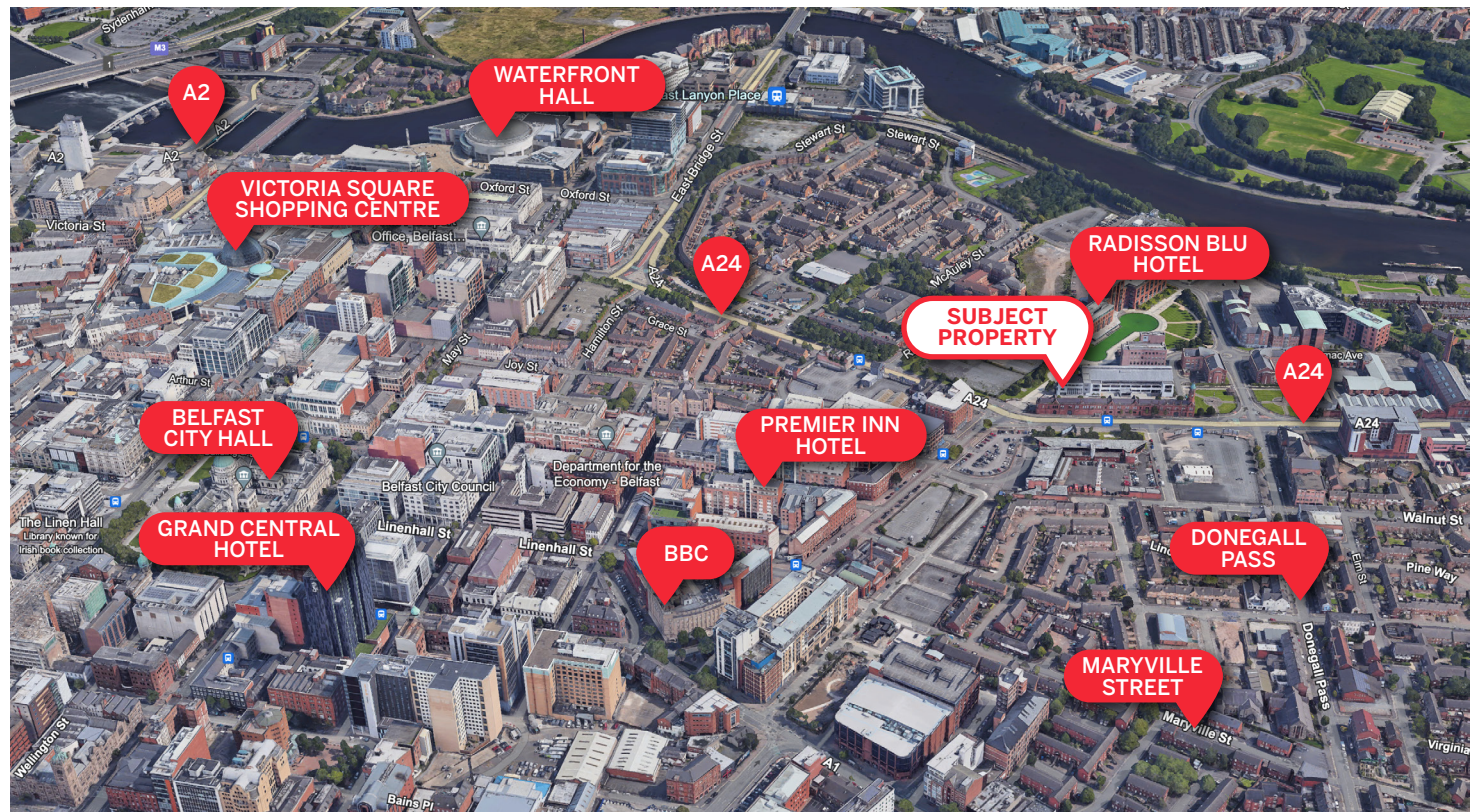 Sydenham
M3
A2
A2
A2
A2
WATERFRONT
HALL
East Lanyon Place
East Bridge St
Stewart St
Stewart St
VICTORIA SQUARE
SHOPPING CENTRE
Oxford St
Oxford St
Victoria St
Office, Belfast...
RADISSON BLU
HOTEL
A24
A24
McAuley St
SUBJECT
PROPERTY
Hamilton St
Grace St
May St
Joy St
Arthur St
A24
A24
A24
BELFAST
CITY HALL
PREMIER INN
HOTEL
Department for the
Economy - Belfast
Belfast City Council
The Linen Hall
Library known for
Irish book collection
GRAND CENTRAL
HOTEL
Linenhall St
Linenhall St
BBC
Walnut St
DONEGALL
PASS
Elm St
Pine Way
Donegall Pass
MARYVILLE
STREET
Maryville St
Virginia
Wellington St
A1
Bains Pl